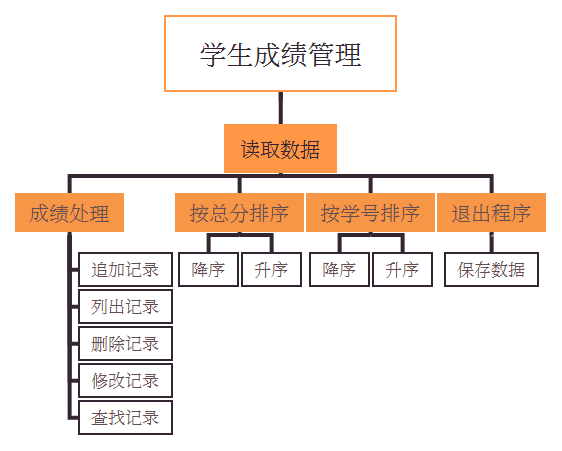 学生成绩管理
读取数据
成绩处理
按总分排序
按学号排序
退出程序
追加记录
列出记录
删除记录
修改记录
查找记录
降序
升序
降序
升序
保存数据